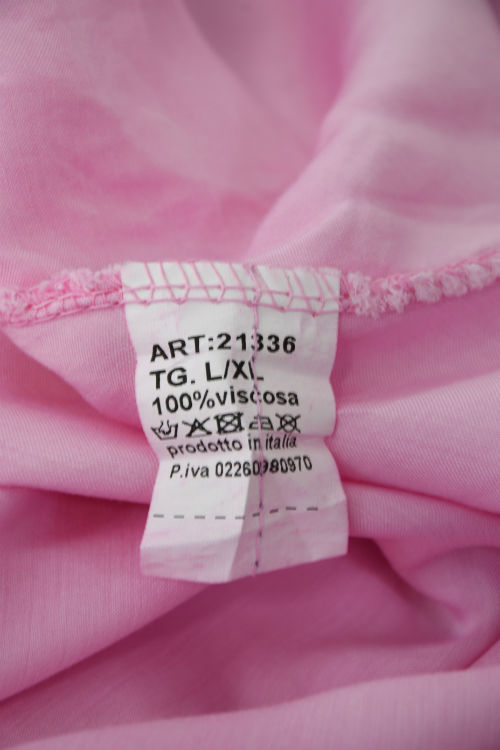 ART:21336
TG. L/XL
100%viscosa
prodotto in italia
P.iva 02260980970